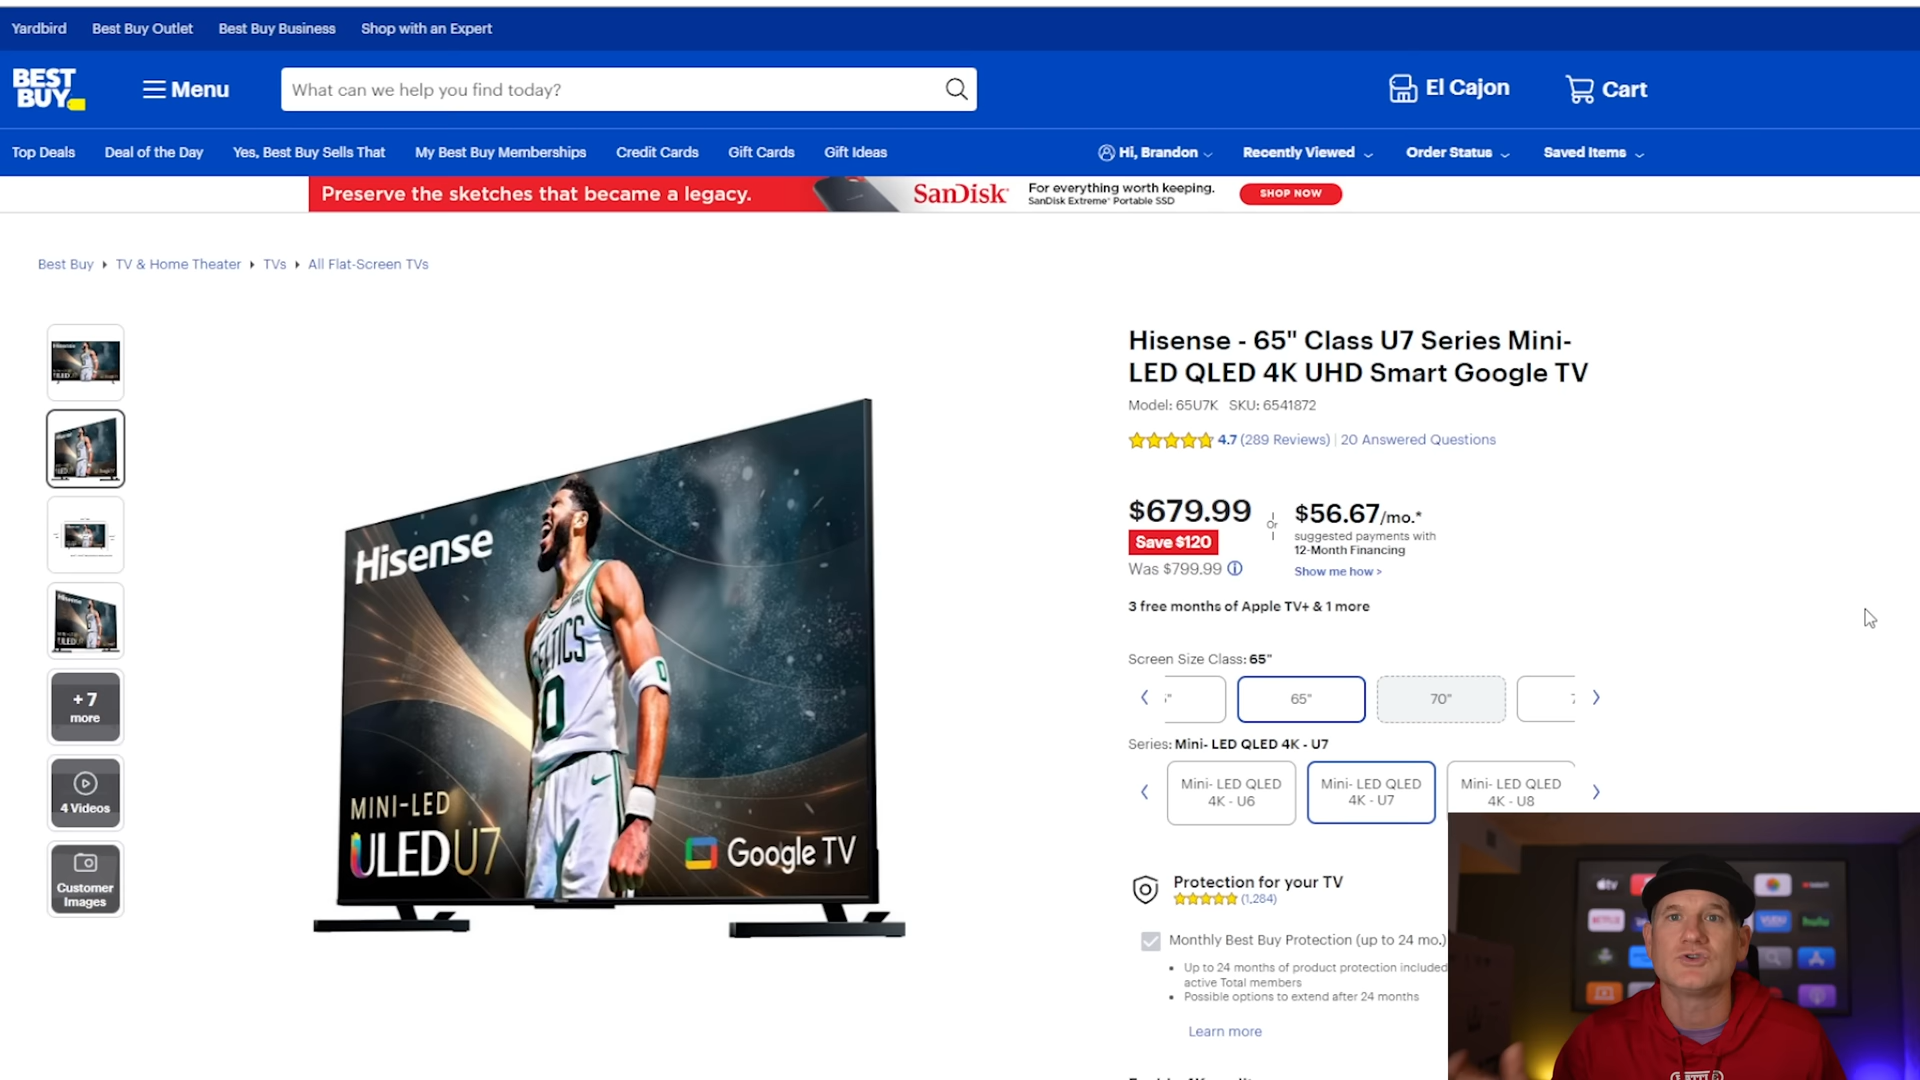 Yardbird Best Buy Outlet Best Buy Business Shop with an Expert
BEST BUY
Menu
What can we help you find today?
El Cajon
Cart
Top Deals Deal of the Day Yes, Best Buy Sells That My Best Buy Memberships Credit Cards Gift Cards Gift Ideas
Hi, Brandon Recently Viewed Order Status Saved Items
Preserve the sketches that became a legacy.
SanDisk
For everything worth keeping.
SanDisk Extreme® Portable SSD
SHOP NOW
Best Buy TV & Home Theater TVs All Flat-Screen TVs
+ 7
more
4 Videos
Customer
Images
Hisense
CELTICS
0
MINI-LED
ULED U7
Google TV
Hisense - 65" Class U7 Series Mini-
LED QLED 4K UHD Smart Google TV
Model: 65U7K SKU: 6541872
4.7 (289 Reviews) | 20 Answered Questions
$679.99
Save $120
Was $799.99
Or
$56.67/mo.*
suggested payments with
12-Month Financing
Show me how >
3 free months of Apple TV+ & 1 more
Screen Size Class: 65"
65" 70"
Series: Mini- LED QLED 4K - U7
Mini- LED QLED
4K - U6
Mini- LED QLED
4K - U7
Mini- LED QLED
4K - U8
Protection for your TV
(1,284)
Monthly Best Buy Protection (up to 24 mo.)
Up to 24 months of product protection included
active Total members
Possible options to extend after 24 months
Learn more